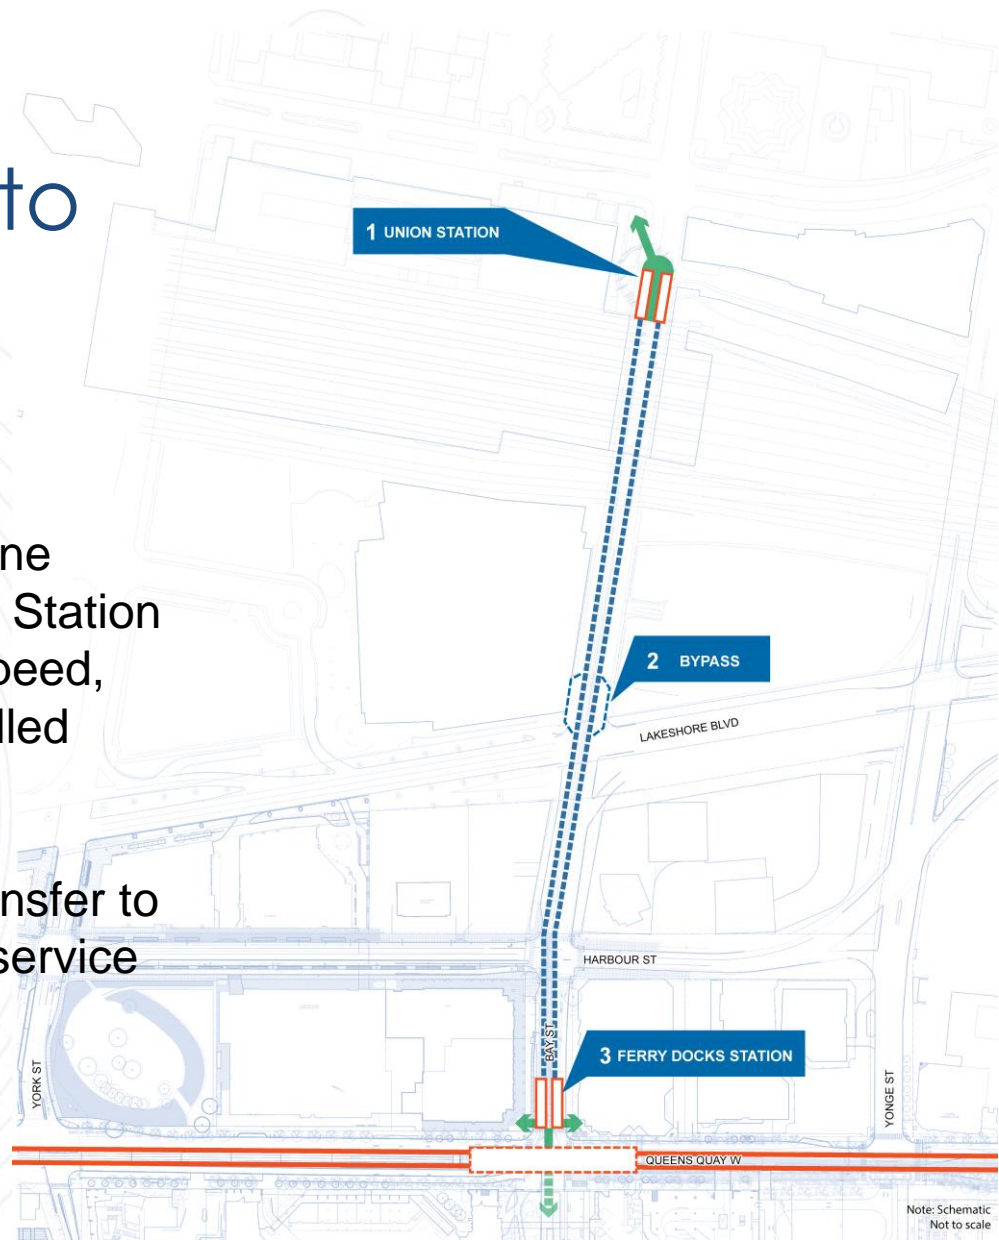 to
1 UNION STATION
ne
Station
peed,
lled
2 BYPASS
LAKESHORE BLVD
nsfer to
service
HARBOUR ST
BAY ST
3 FERRY DOCKS STATION
YORK ST
YONGE ST
QUEENS QUAY W
Note: Schematic
Not to scale